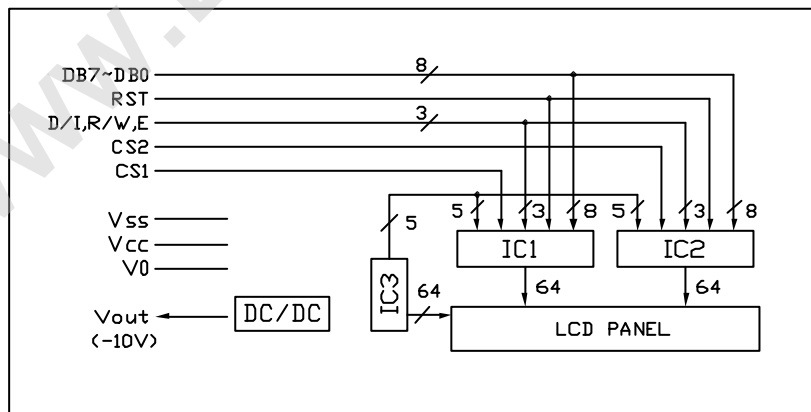 DB7~DB0 8
RST
D/I,R/W,E 3
CS2
CS1
5 3 8 5 3 8
Vss 5
Vcc IC1 IC2
V0
IC3 64 64 64
Vout DC/DC
(-10V) LCD PANEL